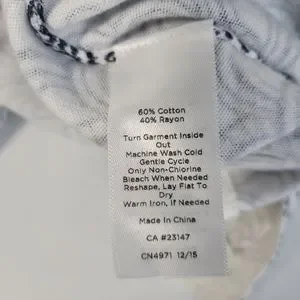 60% Cotton
40% Rayon
Turn Garment Inside
Out
Machine Wash Cold
Gentle Cycle
Only Non-Chlorine
Bleach When Needed
Reshape, Lay Flat To
Dry
Warm Iron, If Needed
Made In China
CA #23147
CN4971 12/15